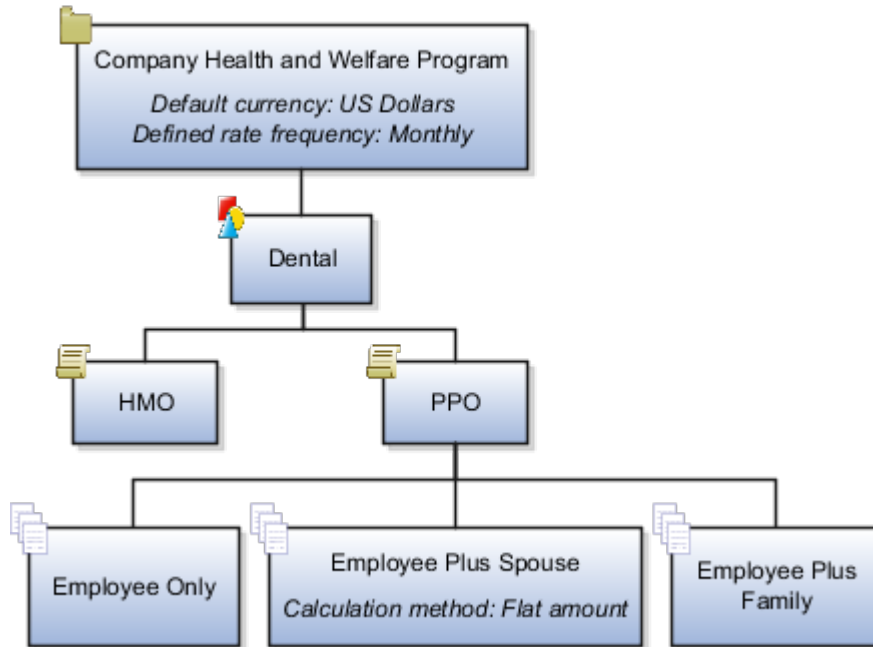 Company Health and Welfare Program
Default currency: US Dollars
Defined rate frequency: Monthly
Dental
HMO
PPO
Employee Only
Employee Plus Spouse
Calculation method: Flat amount
Employee Plus
Family